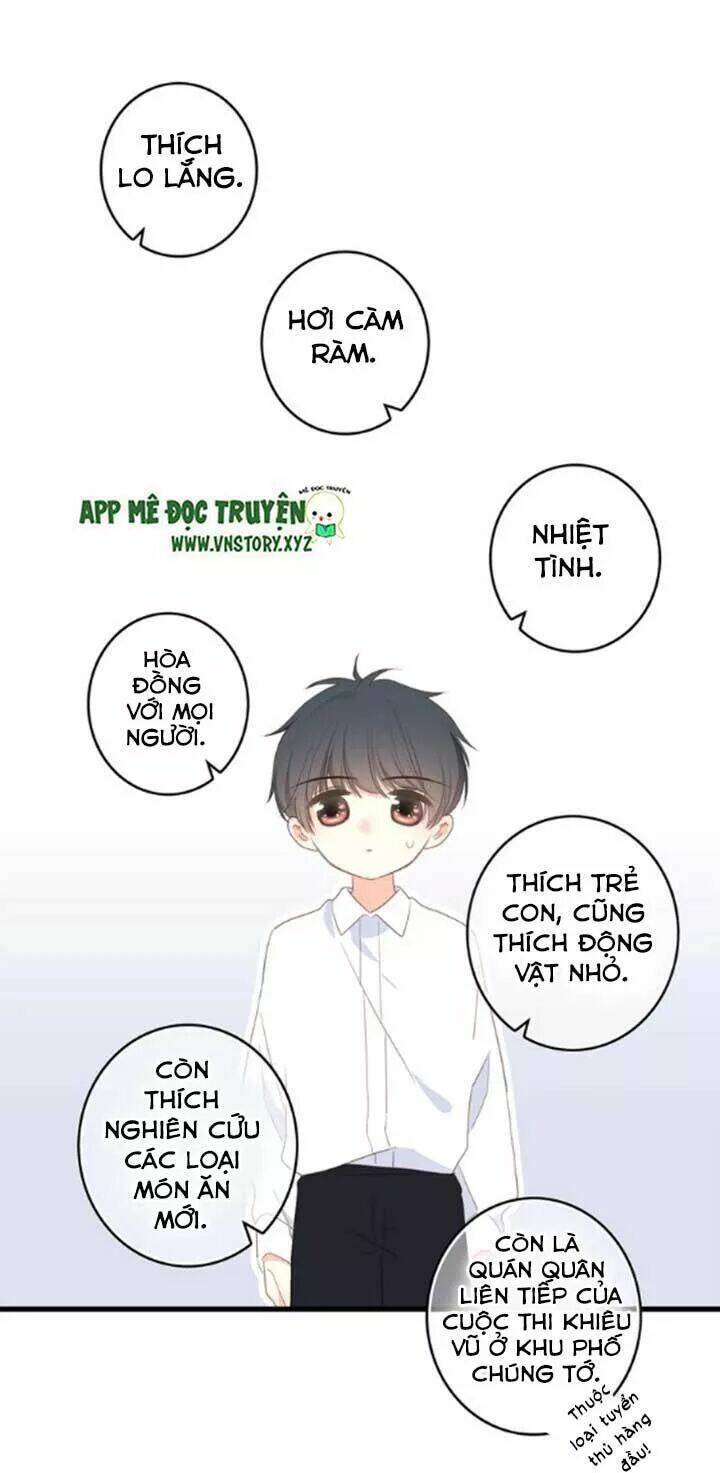 THÍCH
LO LẮNG.
HƠI CÀM
RÀM.
MÊ ĐỌC TRUYỆN
APP MÊ ĐỌC TRUYỆN
WWW.VNSTORY.XYZ
NHIỆT
TÌNH.
HÒA
ĐỒNG
VỚI MỌI
NGƯỜI.
THÍCH TRẺ
CON, CŨNG
THÍCH ĐỘNG
VẬT NHỎ.
CÒN
THÍCH
NGHIÊN CỨU
CÁC LOẠI
MÓN ĂN
MỚI.
CÒN LÀ
QUÁN QUÂN
LIÊN TIẾP CỦA
CUỘC THI KHIÊU
VŨ Ở KHU PHỐ
CHÚNG TỚ.
Thuộc
loại tuyển
thủ hàng
đầu!